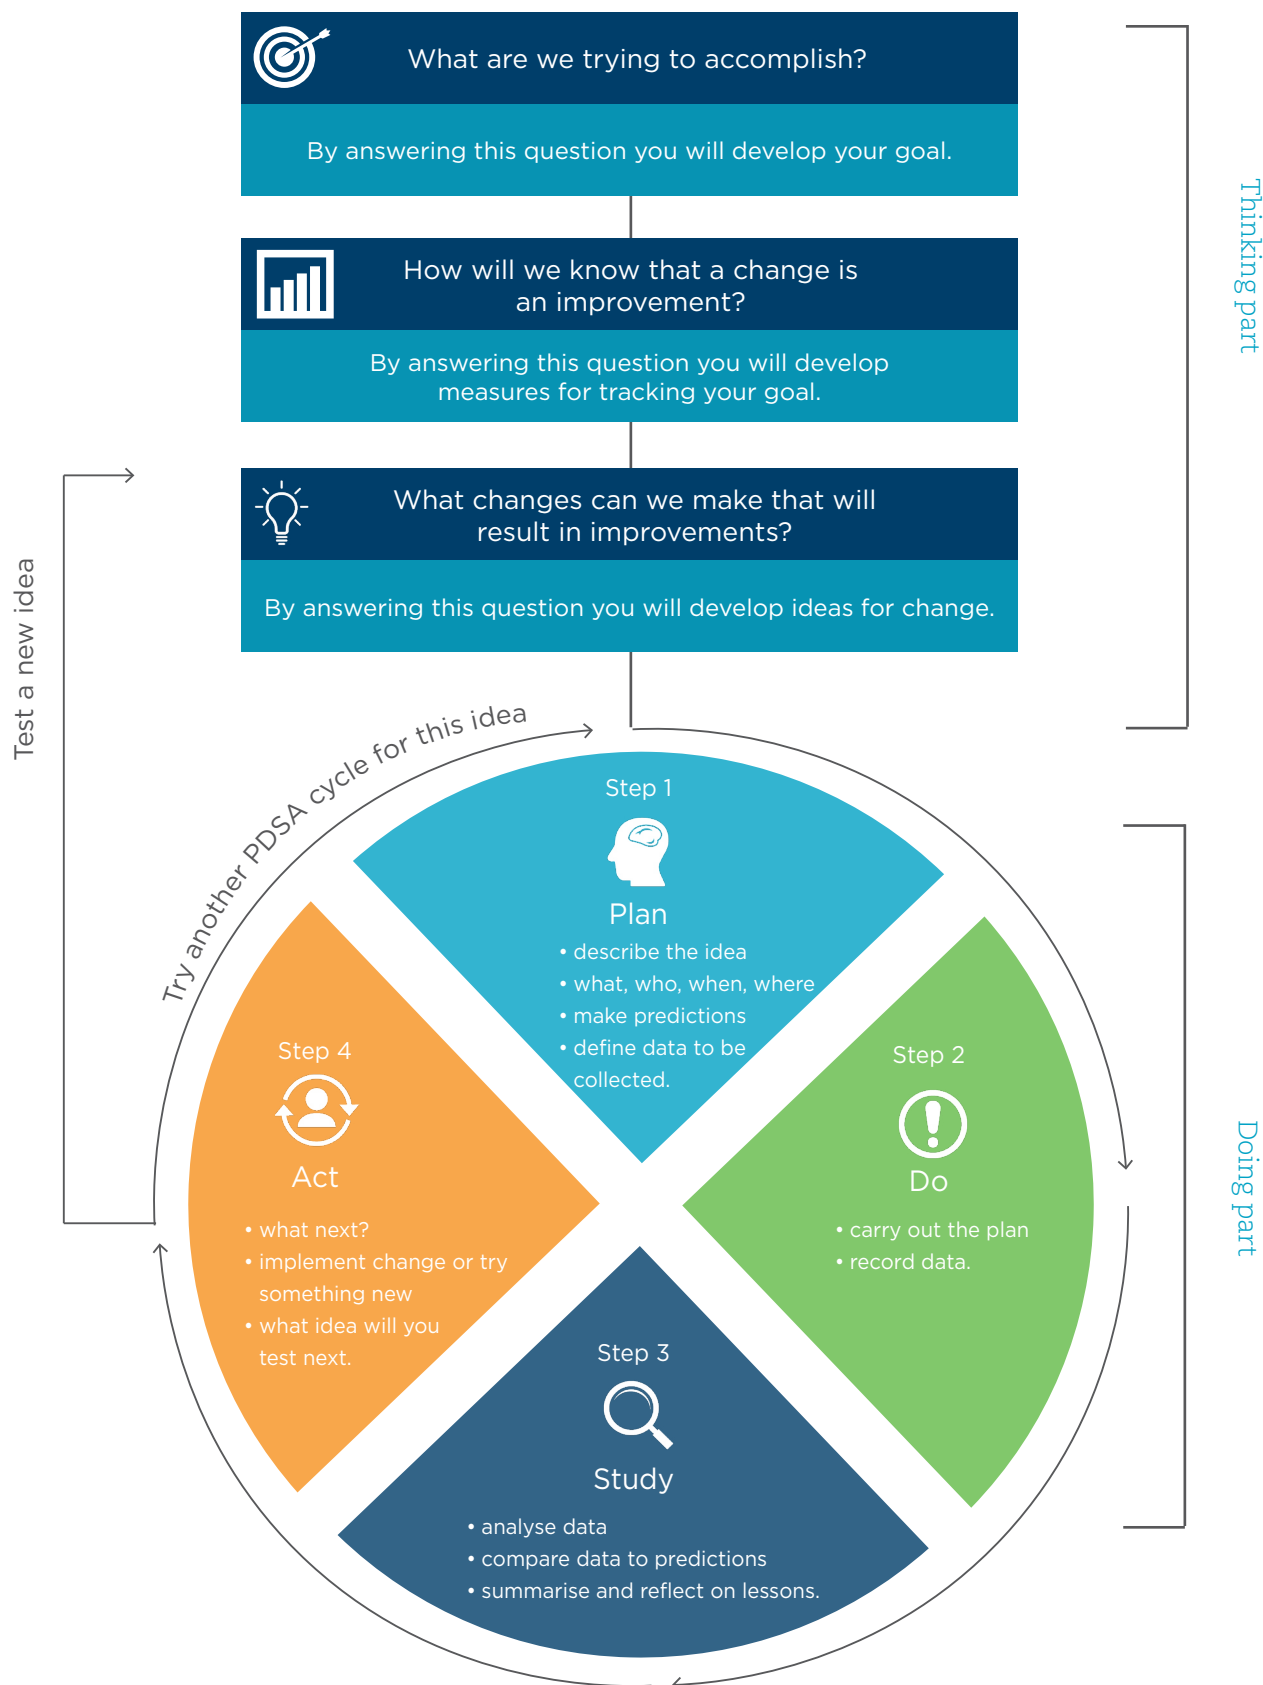 What are we trying to accomplish?
By answering this question you will develop your goal.
How will we know that a change is
an improvement?
By answering this question you will develop
measures for tracking your goal.
What changes can we make that will
result in improvements?
By answering this question you will develop ideas for change.
Thinking part
Test a new idea
Try another PDSA cycle for this idea
Step 1
Plan
• describe the idea
• what, who, when, where
• make predictions
• define data to be
collected.
Step 2
Do
• carry out the plan
• record data.
Step 3
Study
• analyse data
• compare data to predictions
• summarise and reflect on lessons.
Step 4
Act
• what next?
• implement change or try
something new
• what idea will you
test next.
Doing part